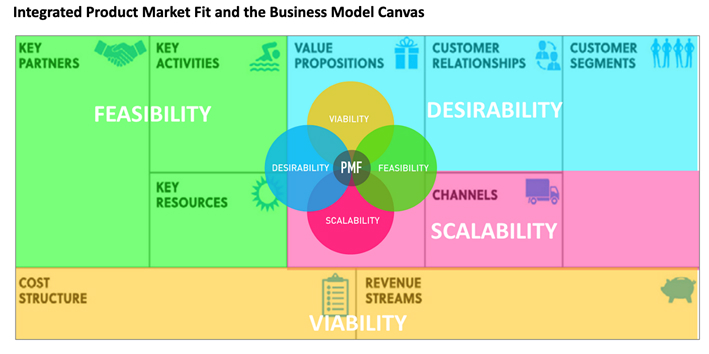 Integrated Product Market Fit and the Business Model Canvas
KEY
PARTNERS
KEY
ACTIVITIES
VALUE
PROPOSITIONS
CUSTOMER
RELATIONSHIPS
CUSTOMER
SEGMENTS
FEASIBILITY
DESIRABILITY
VIABILITY
DESIRABILITY
PMF
FEASIBILITY
SCALABILITY
KEY
RESOURCES
CHANNELS
SCALABILITY
COST
STRUCTURE
REVENUE
STREAMS
VIABILITY